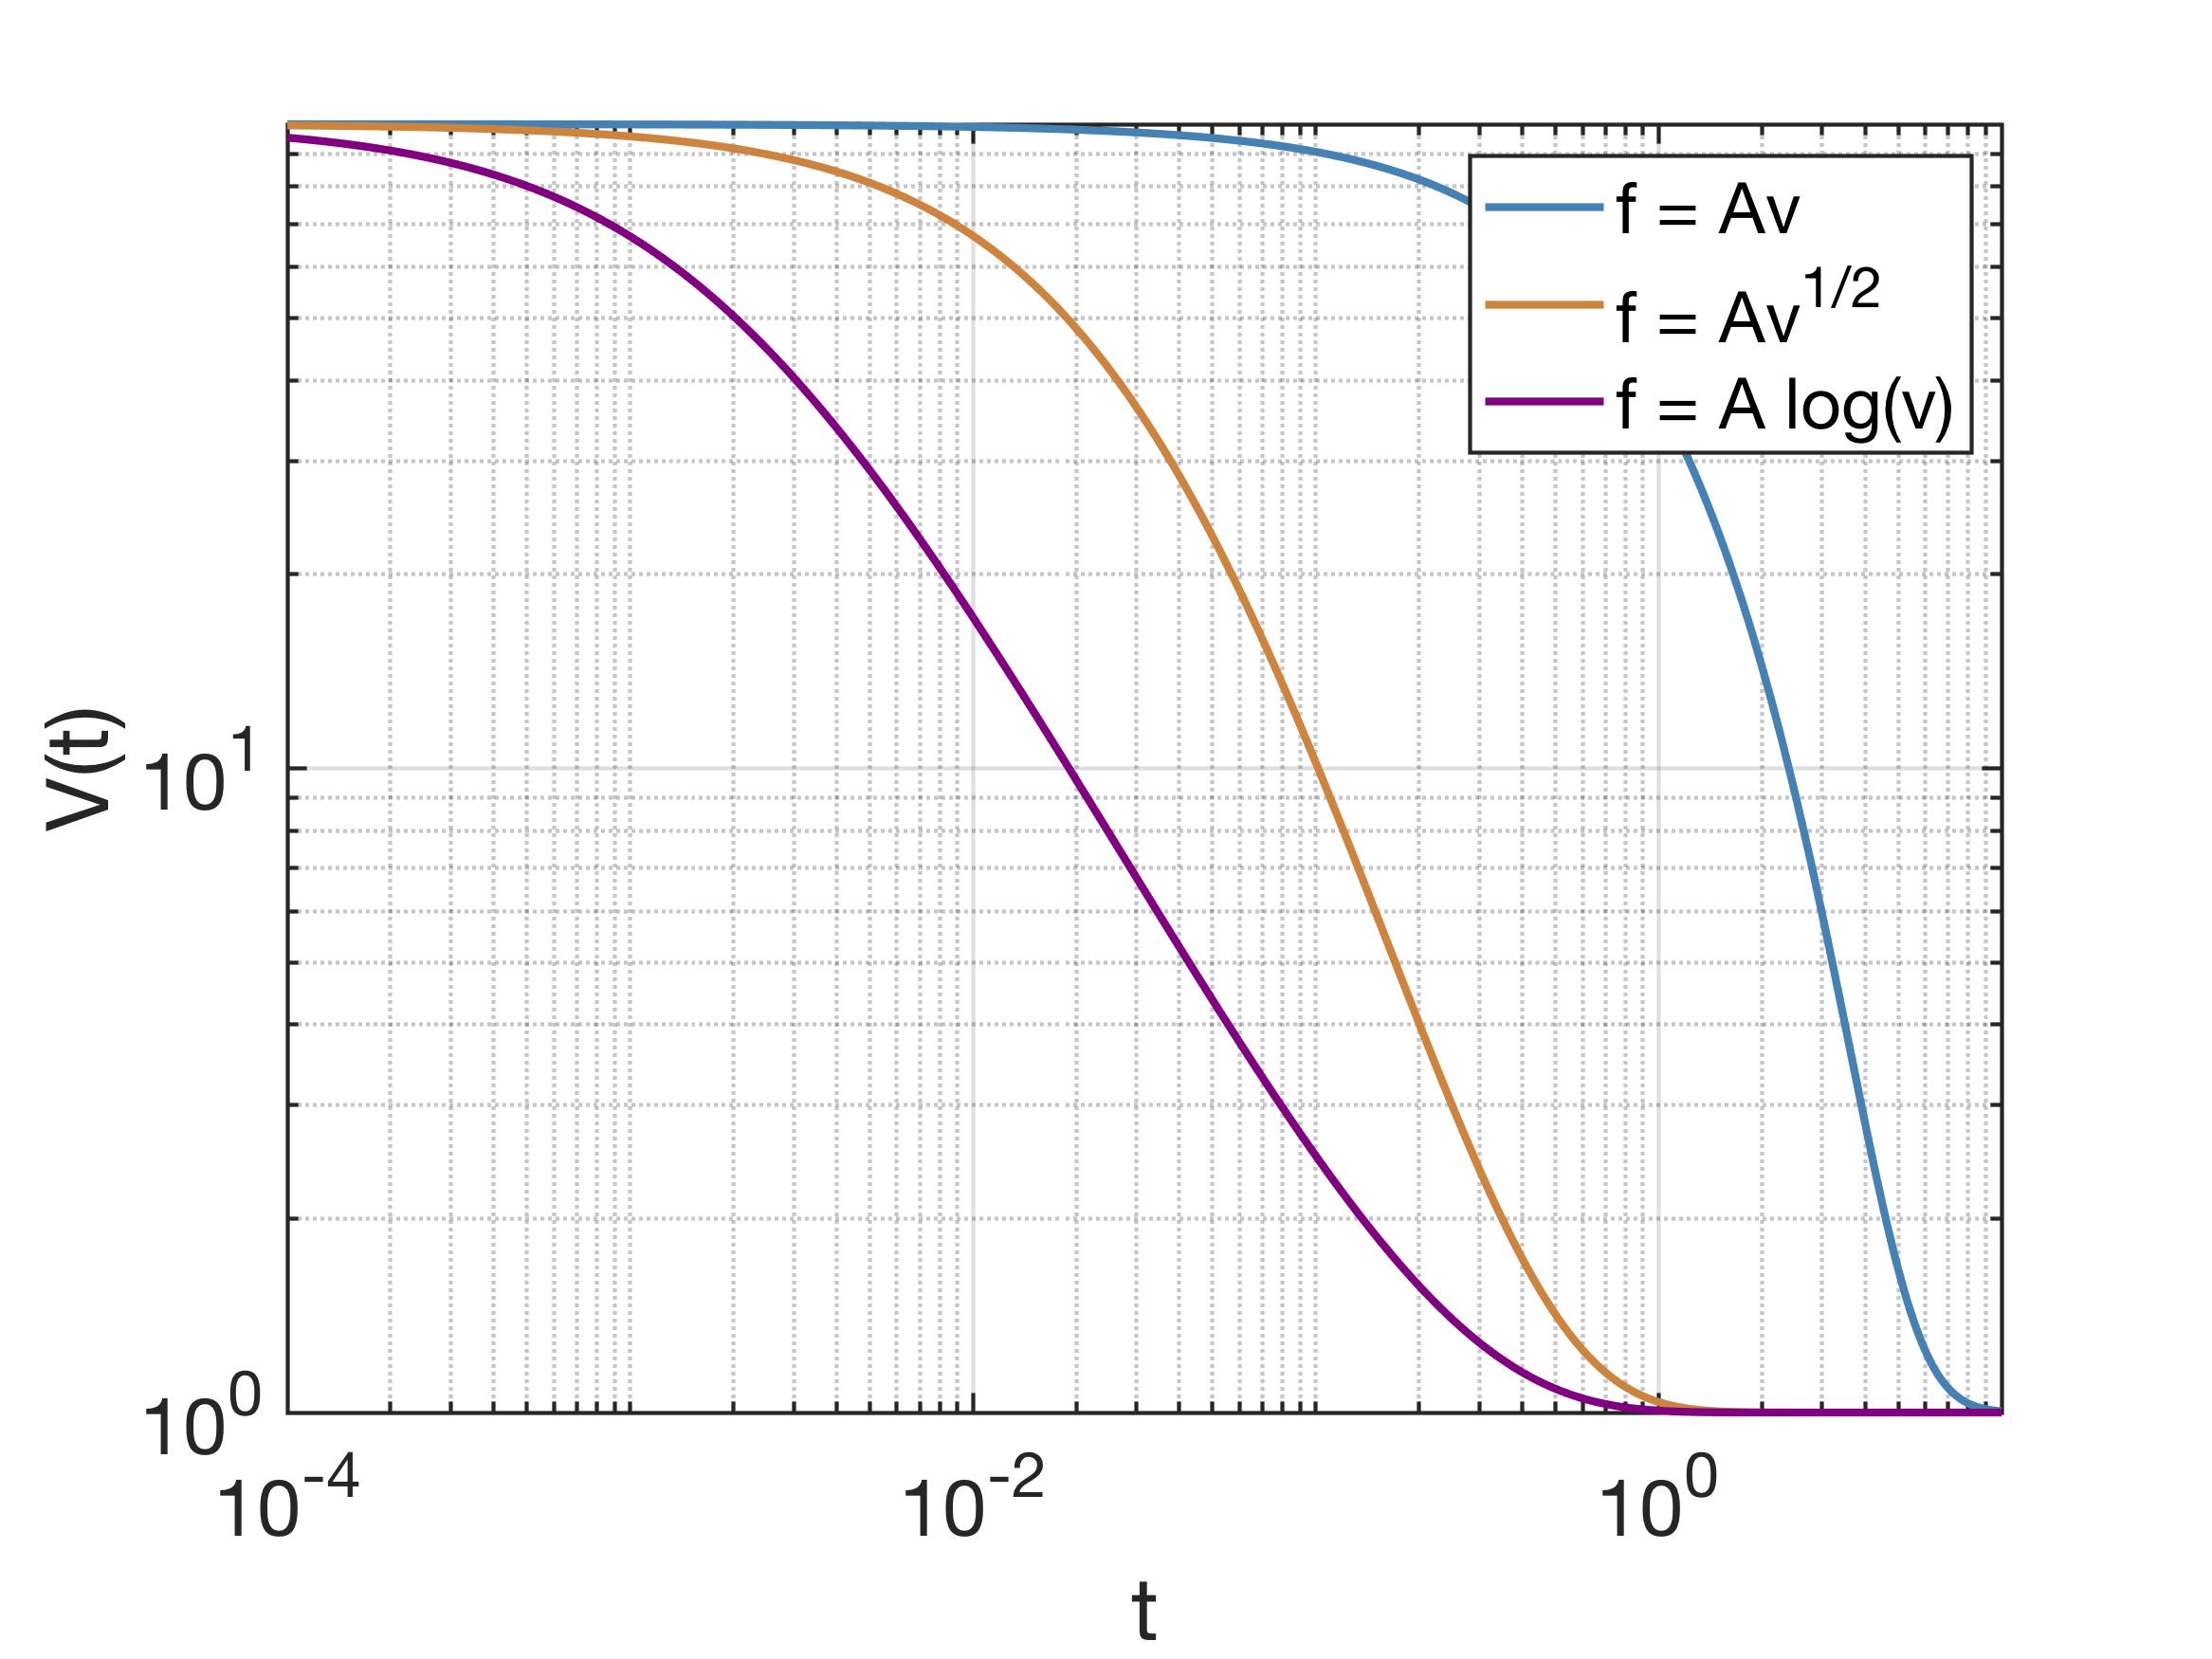 f = Av
f = Av^{1/2}
f = A log(v)
V(t)
10^1
10^0
10^{-4} 10^{-2} 10^0
t